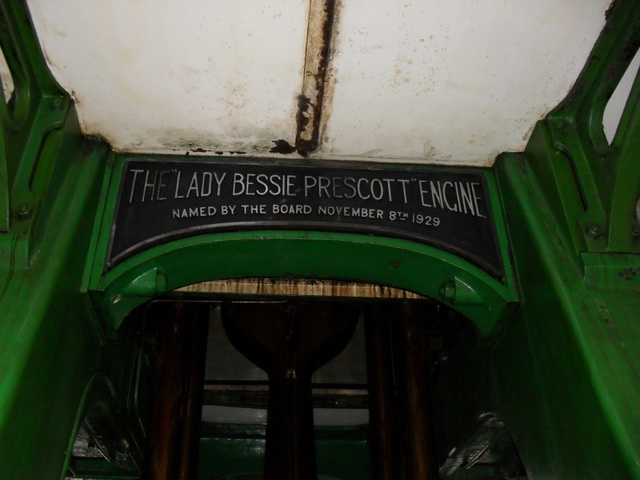 THE "LADY BESSIE PRESCOTT" ENGINE
NAMED BY THE BOARD NOVEMBER 8TH 1929